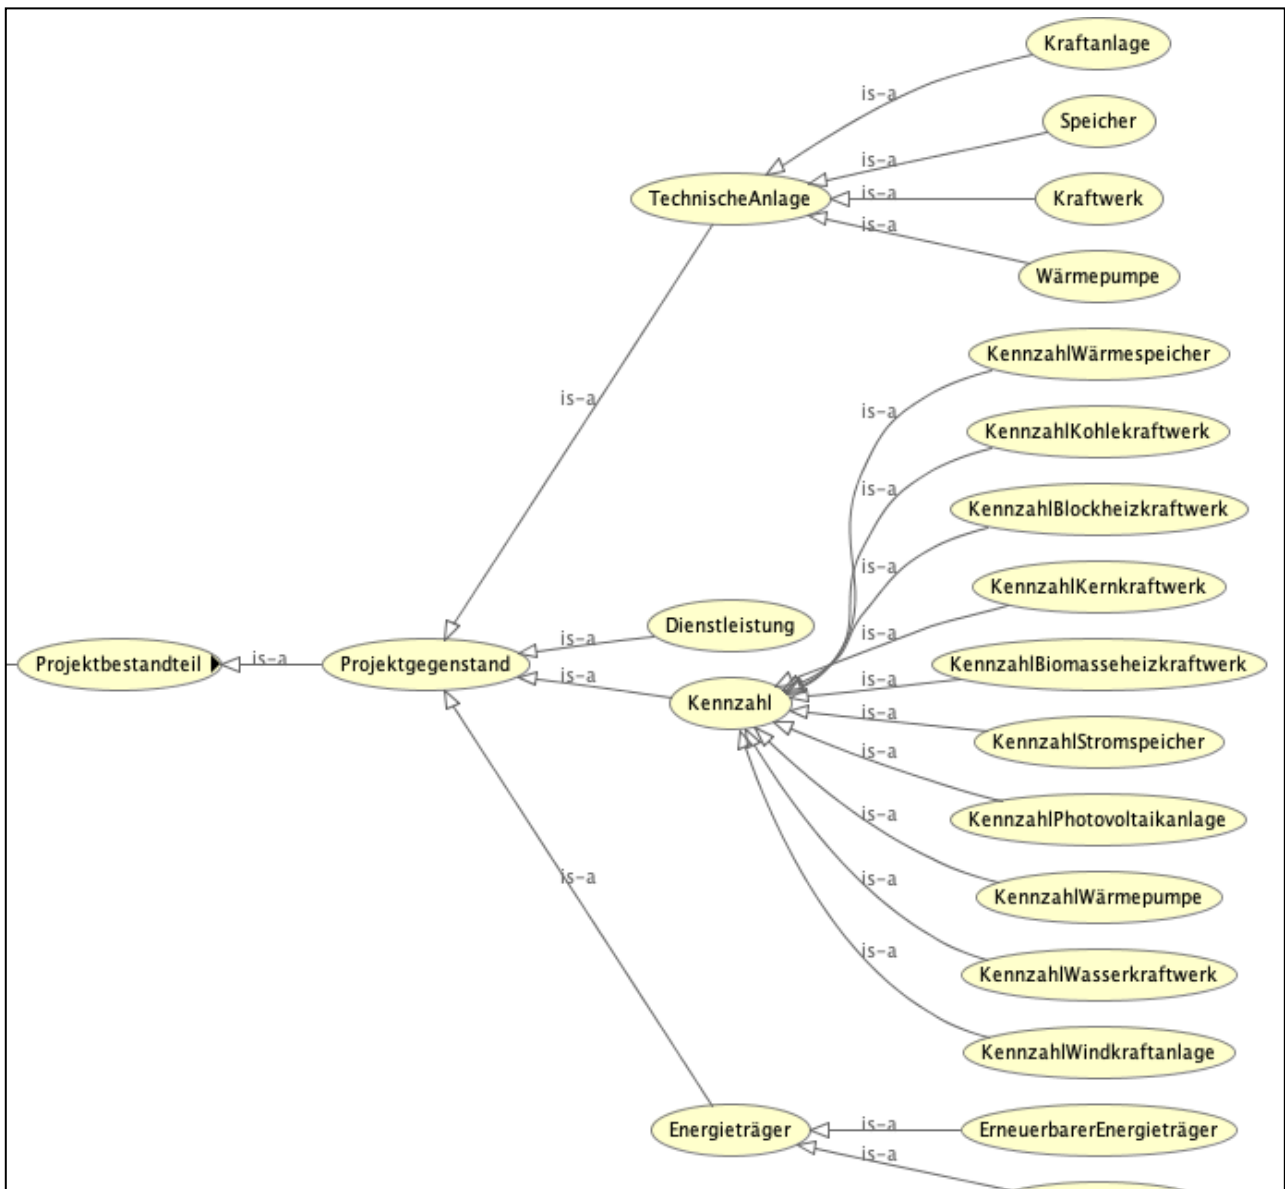 Kraftanlage
is-a
Speicher
is-a
TechnischeAnlage
is-a
Kraftwerk
is-a
Wärmepumpe
KennzahlWärmespeicher
is-a
is-a
KennzahlKohlekraftwerk
is-a
KennzahlBlockheizkraftwerk
is-a
KennzahlKernkraftwerk
Dienstleistung
is-a
is-a
Projektbestandteil
is-a
Projektgegenstand
KennzahlBiomasseheizkraftwerk
is-a
is-a
Kennzahl
is-a
KennzahlStromspeicher
is-a
KennzahlPhotovoltaikanlage
is-a
is-a
is-a
KennzahlWärmepumpe
is-a
KennzahlWasserkraftwerk
KennzahlWindkraftanlage
Energieträger
is-a
ErneuerbarerEnergieträger
is-a